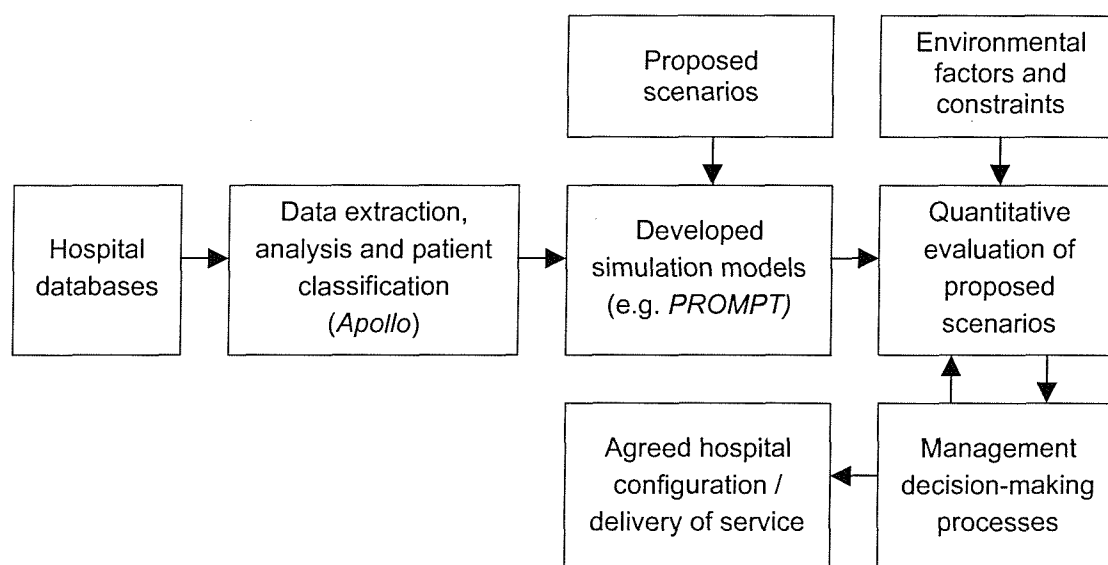 Proposed
scenarios
Environmental
factors and
constraints
Hospital
databases
Data extraction,
analysis and patient
classification
(Apollo)
Developed
simulation models
(e.g. PROMPT)
Quantitative
evaluation of
proposed
scenarios
Agreed hospital
configuration /
delivery of service
Management
decision-making
processes